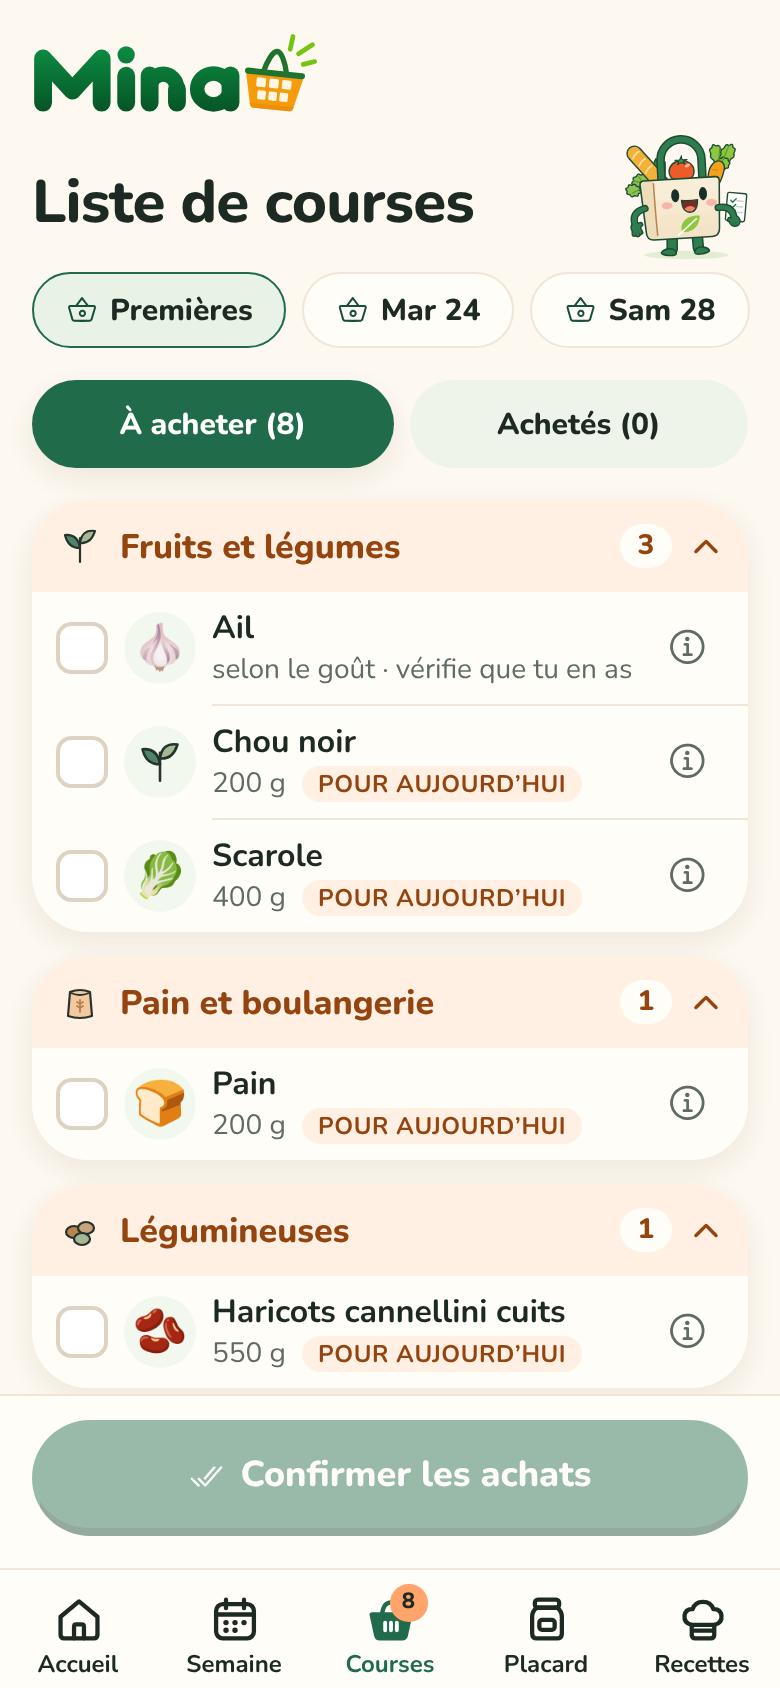 Mina
Liste de courses
Premières
Mar 24
Sam 28
À acheter (8)
Achetés (0)
Fruits et légumes
3
Ail
selon le goût · vérifie que tu en as
Chou noir
200 g POUR AUJOURD’HUI
Scarole
400 g POUR AUJOURD’HUI
Pain et boulangerie
1
Pain
200 g POUR AUJOURD’HUI
Légumineuses
1
Haricots cannellini cuits
550 g POUR AUJOURD’HUI
Confirmer les achats
8
Accueil
Semaine
Courses
Placard
Recettes